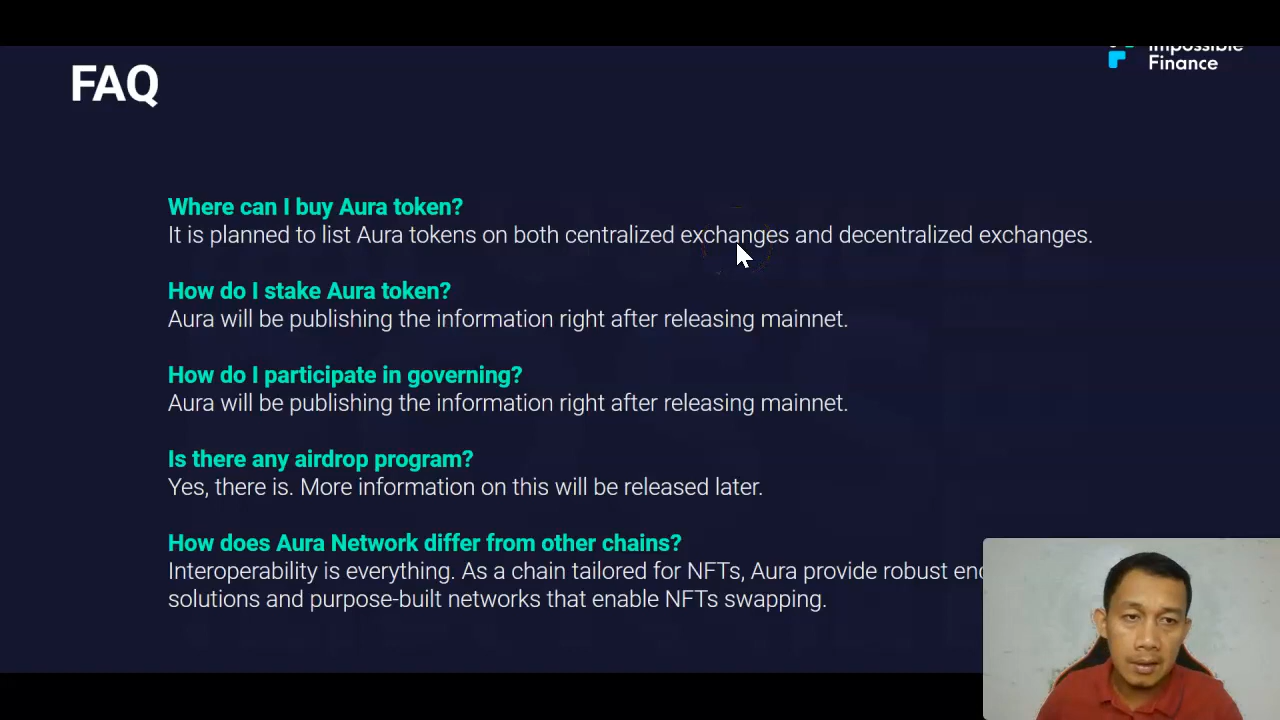 FAQ
Impossible
Finance
Where can I buy Aura token?
It is planned to list Aura tokens on both centralized exchanges and decentralized exchanges.
How do I stake Aura token?
Aura will be publishing the information right after releasing mainnet.
How do I participate in governing?
Aura will be publishing the information right after releasing mainnet.
Is there any airdrop program?
Yes, there is. More information on this will be released later.
How does Aura Network differ from other chains?
Interoperability is everything. As a chain tailored for NFTs, Aura provide robust
solutions and purpose-built networks that enable NFTs swapping.